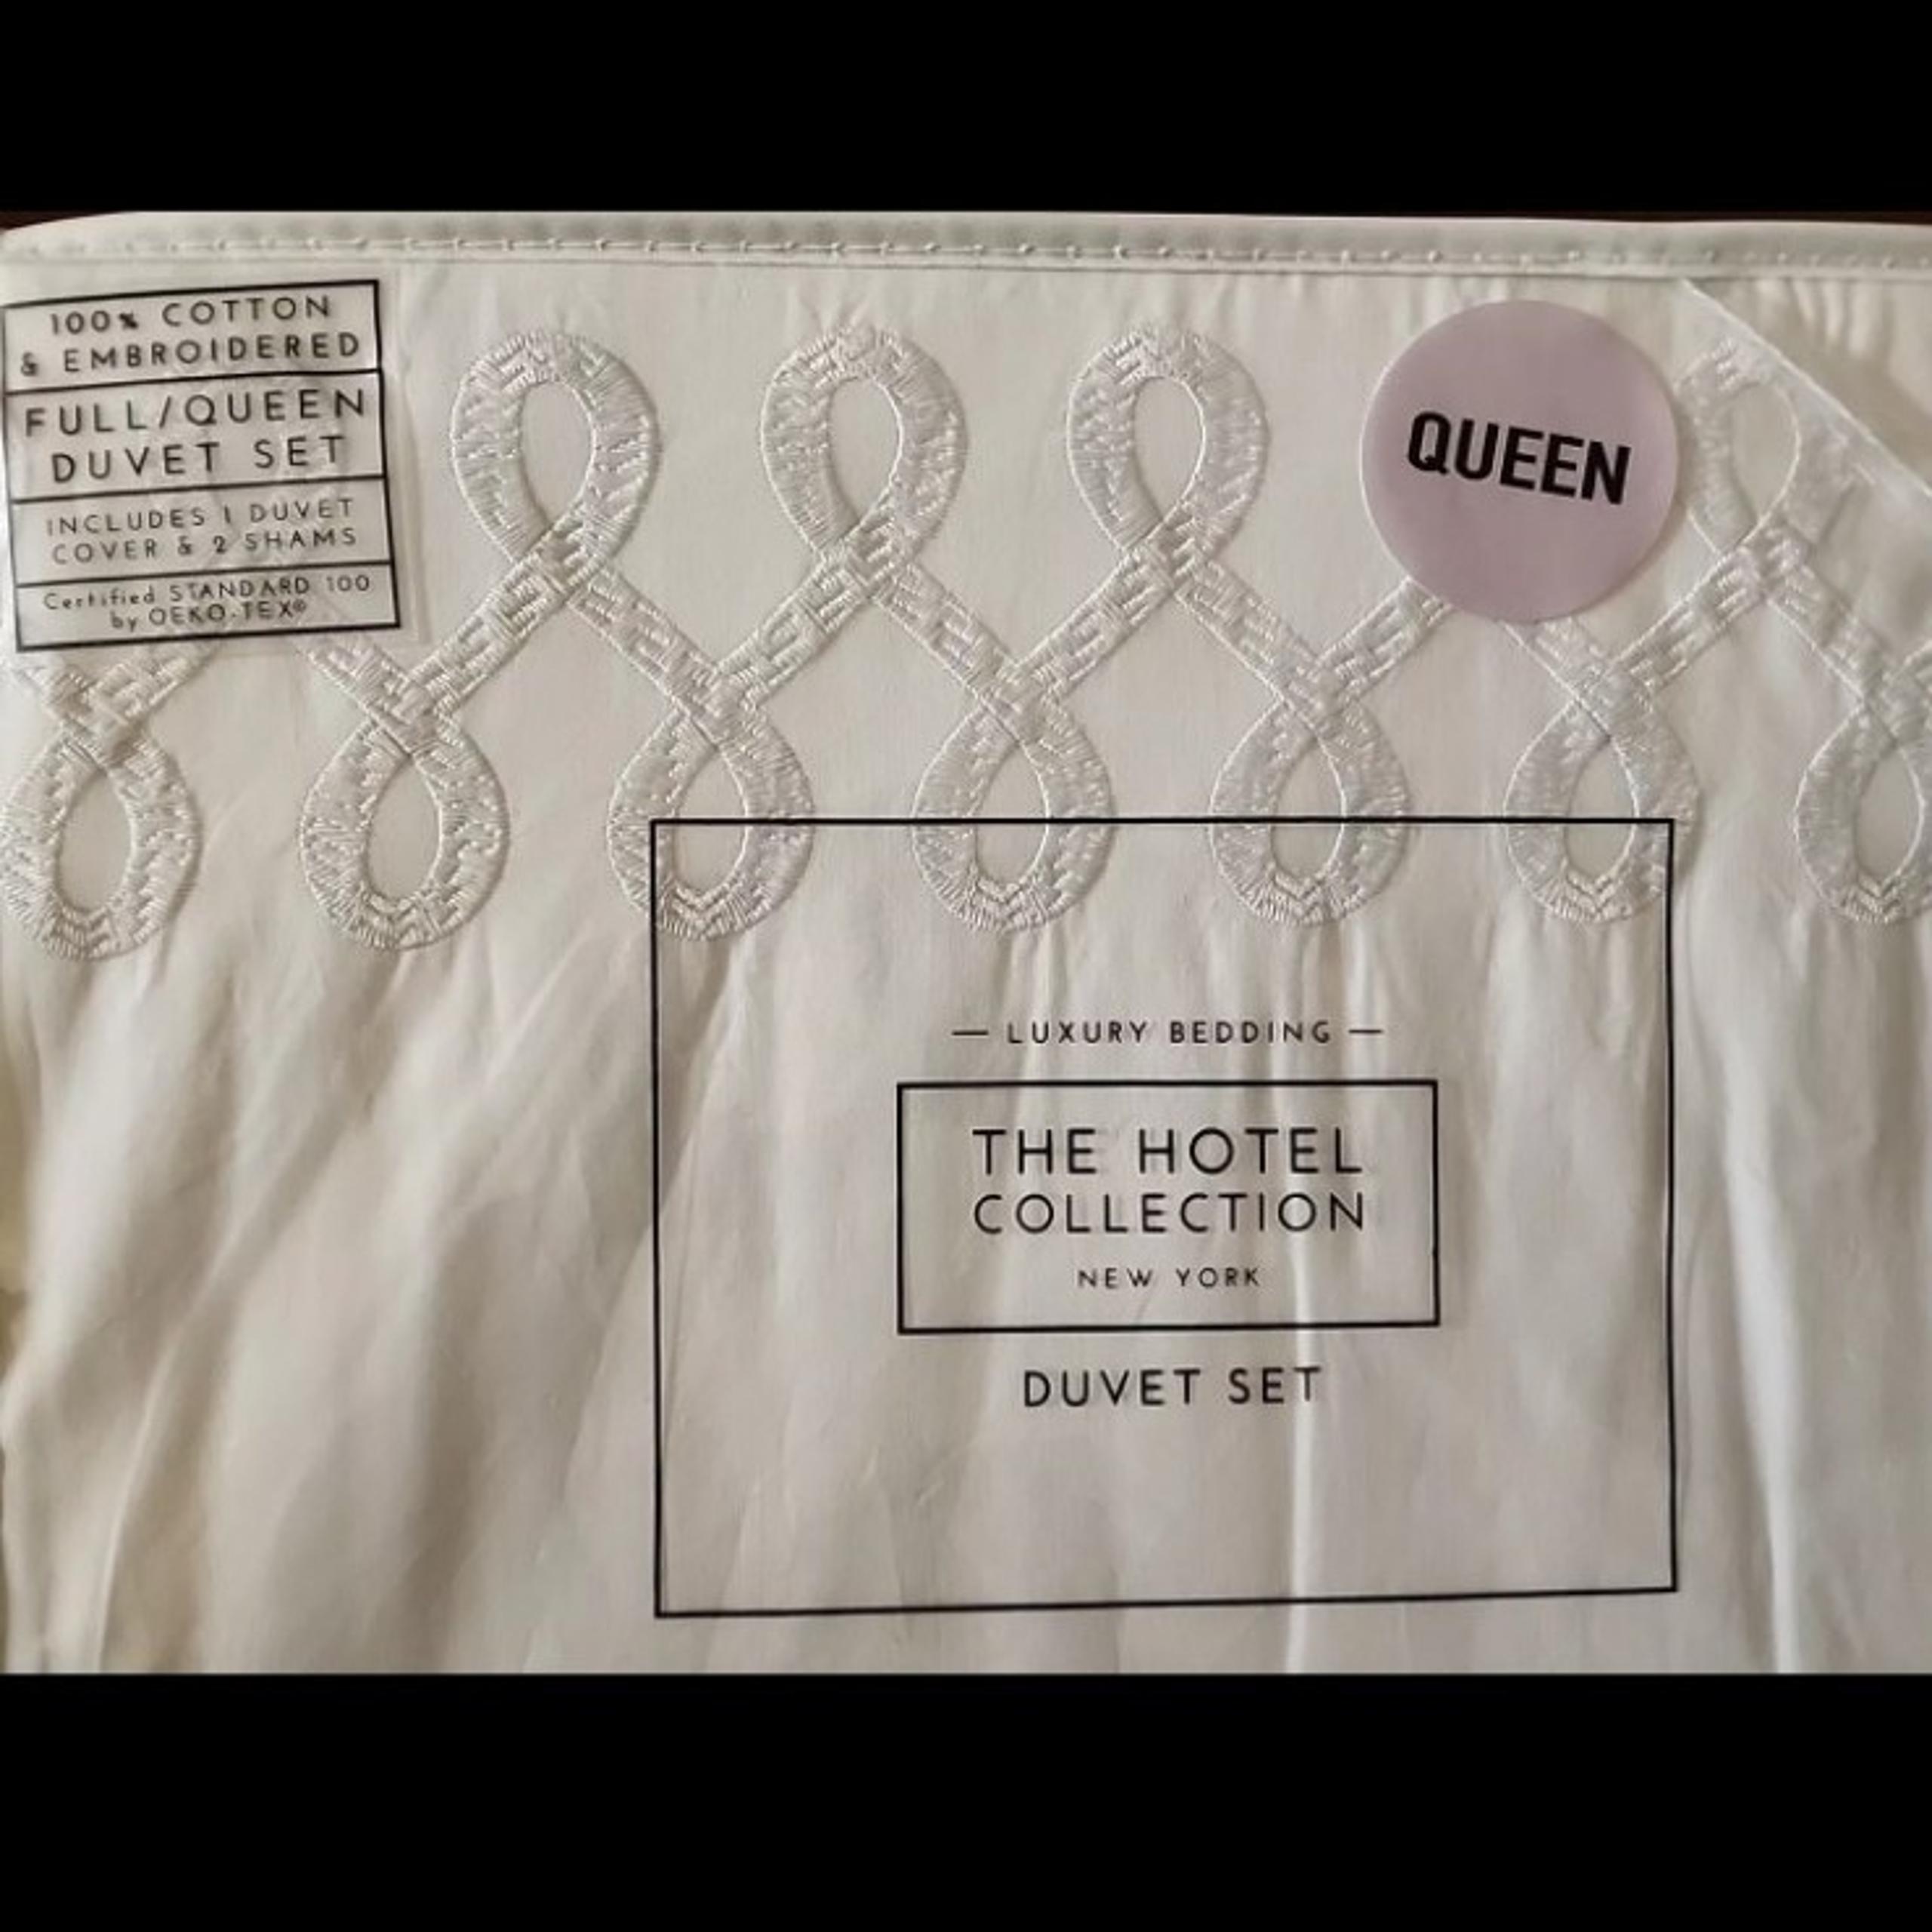 100% COTTON
& EMBROIDERED
FULL/QUEEN
DUVET SET
INCLUDES 1 DUVET
COVER & 2 SHAMS
Certified STANDARD 100
by OEKO-TEX®
QUEEN
— LUXURY BEDDING —
THE HOTEL
COLLECTION
NEW YORK
DUVET SET